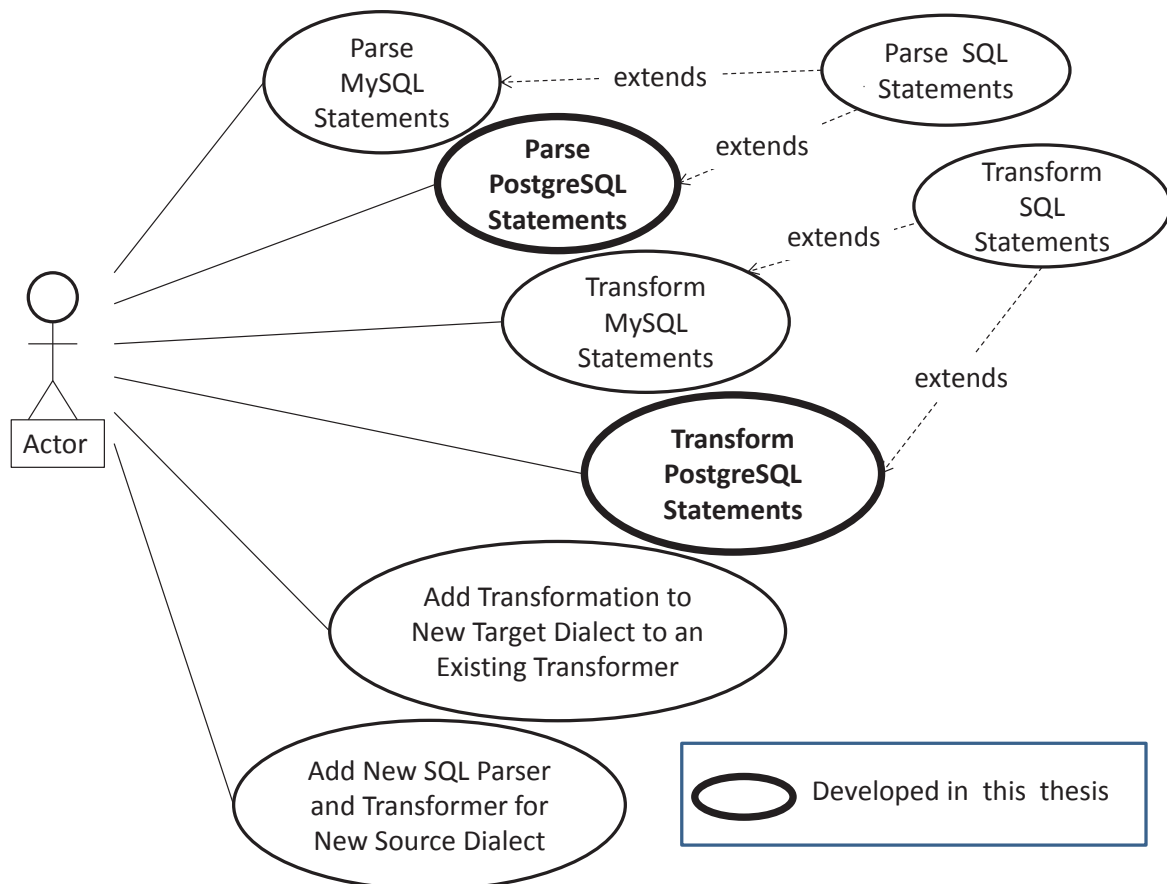 Parse
MySQL
Statements
extends
Parse SQL
Statements
Parse
PostgreSQL
Statements
extends
Transform
SQL
Statements
extends
Transform
MySQL
Statements
extends
Actor
Transform
PostgreSQL
Statements
Add Transformation to
New Target Dialect to an
Existing Transformer
Add New SQL Parser
and Transformer for
New Source Dialect
Developed in this thesis